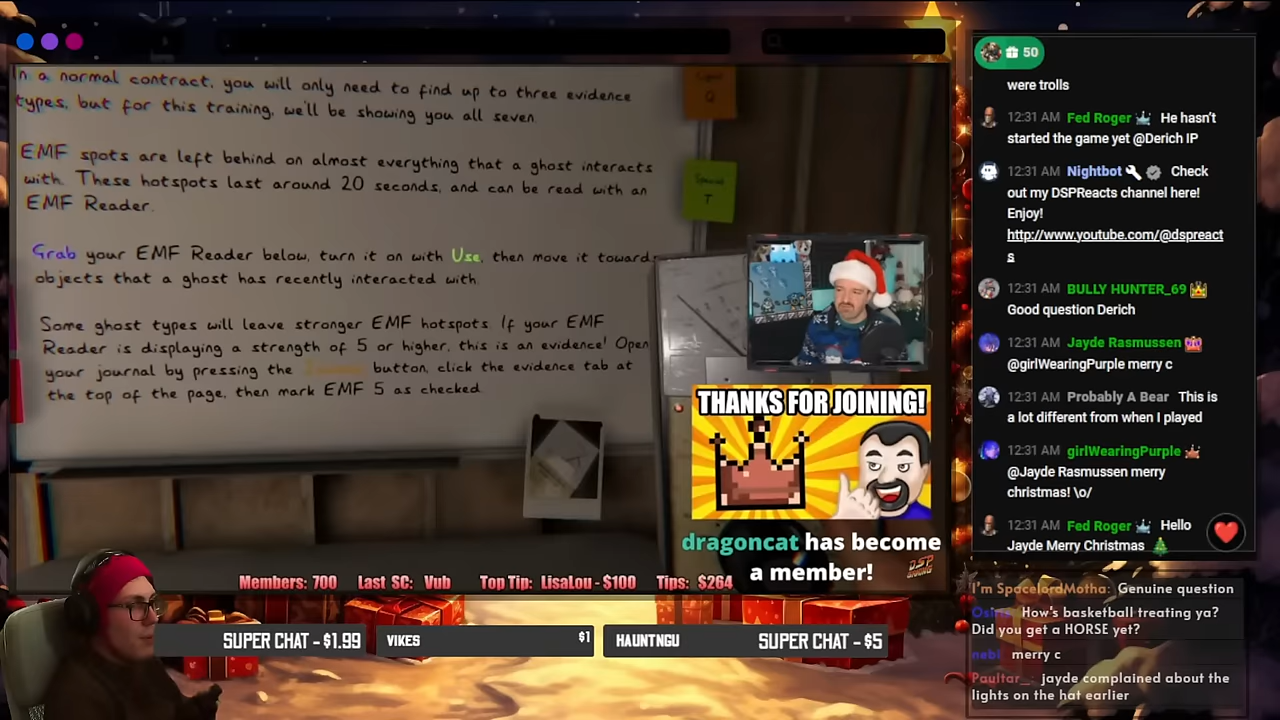 In a normal contract, you will only need to find up to three evidence
types, but for this training, we'll be showing you all seven.
EMF spots are left behind on almost everything that a ghost interacts
with. These hotspots last around 20 seconds, and can be read with an
EMF Reader.
Grab your EMF Reader below, turn it on with Use, then move it towards
objects that a ghost has recently interacted with.
Some ghost types will leave stronger EMF hotspots. If your EMF
Reader is displaying a strength of 5 or higher, this is an evidence! Open
your journal by pressing the button, click the evidence tab at
the top of the page, then mark EMF 5 as checked.
Q
T
THANKS FOR JOINING!
dragoncat has become
a member!
DSP
GAMING
Members: 700 Last SC: Vub Top Tip: LisaLou - $100 Tips: $264
SUPER CHAT - $1.99 VIKES $1 HAUNTNGU SUPER CHAT - $5
50
were trolls
12:31 AM Fed Roger He hasn't
started the game yet @Derich IP
12:31 AM Nightbot Check
out my DSPReacts channel here!
Enjoy!
http://www.youtube.com/@dspreact
s
12:31 AM BULLY HUNTER_69
Good question Derich
12:31 AM Jayde Rasmussen
@girlWearingPurple merry c
12:31 AM Probably A Bear This is
a lot different from when I played
12:31 AM girlWearingPurple
@Jayde Rasmussen merry
christmas! \o/
12:31 AM Fed Roger Hello
Jayde Merry Christmas
I'm SpacelordMotha: Genuine question
How's basketball treating ya?
Did you get a HORSE yet?
nebi merry c
Paultar_: jayde complained about the
lights on the hat earlier